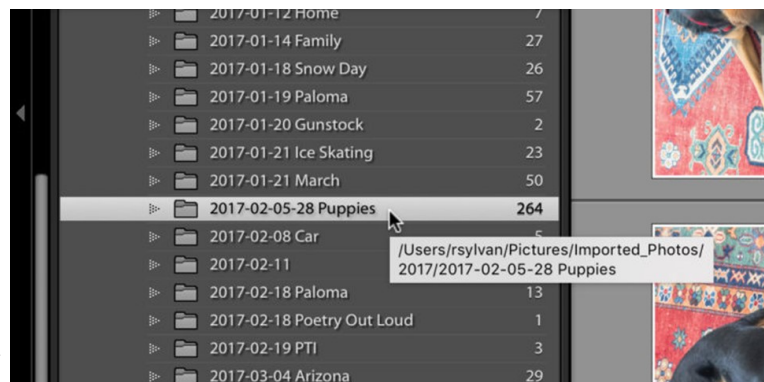 2017-01-12 Home 7
2017-01-14 Family 27
2017-01-18 Snow Day 26
2017-01-19 Paloma 57
2017-01-20 Gunstock 2
2017-01-21 Ice Skating 23
2017-01-21 March 50
2017-02-05-28 Puppies 264
2017-02-08 Car 5
/Users/rsylvan/Pictures/Imported_Photos/
2017/2017-02-05-28 Puppies
2017-02-11
2017-02-18 Paloma 13
2017-02-18 Poetry Out Loud 1
2017-02-19 PTI 3
2017-03-04 Arizona 29